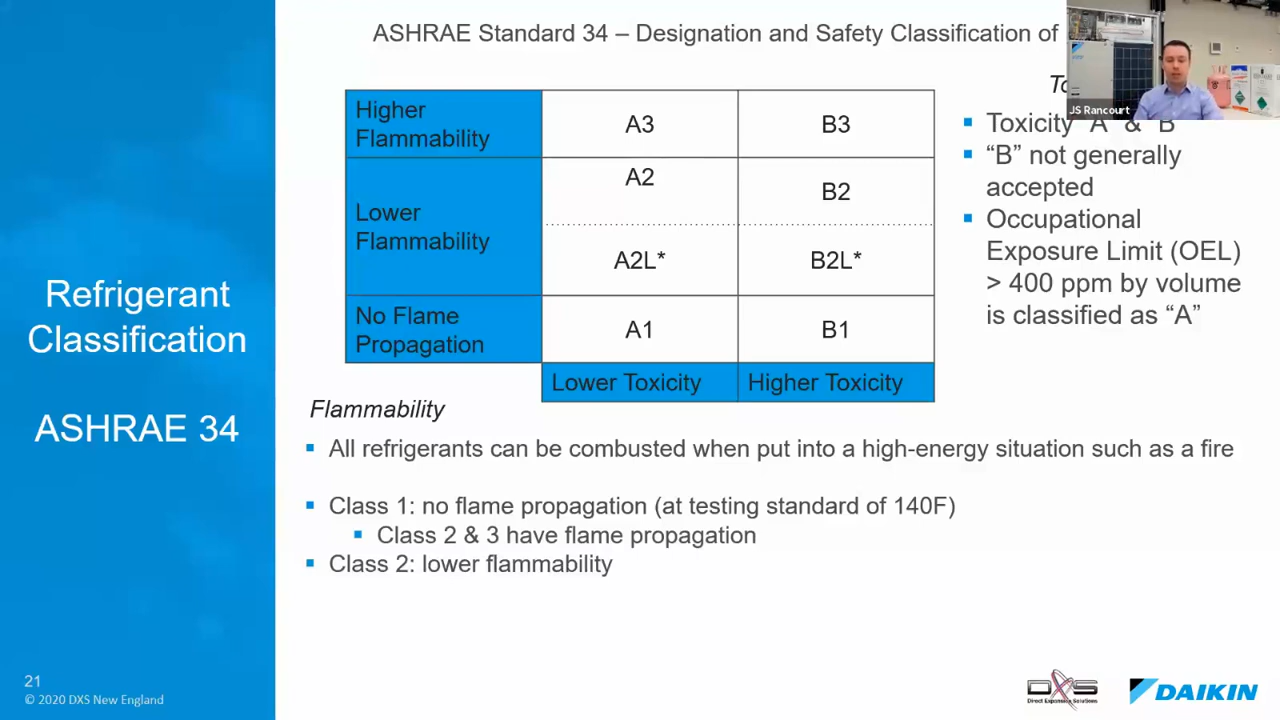 ASHRAE Standard 34 – Designation and Safety Classification of
JS Rancourt
Higher
Flammability
A3
B3
Lower
Flammability
A2
B2
A2L*
B2L*
No Flame
Propagation
A1
B1
Lower Toxicity
Higher Toxicity
Toxicity "A" & "B"
"B" not generally
accepted
Occupational
Exposure Limit (OEL)
> 400 ppm by volume
is classified as "A"
Refrigerant
Classification
ASHRAE 34
Flammability
All refrigerants can be combusted when put into a high-energy situation such as a fire
Class 1: no flame propagation (at testing standard of 140F)
Class 2 & 3 have flame propagation
Class 2: lower flammability
21
© 2020 DXS New England
DXS
Direct Expansion Solutions
DAIKIN